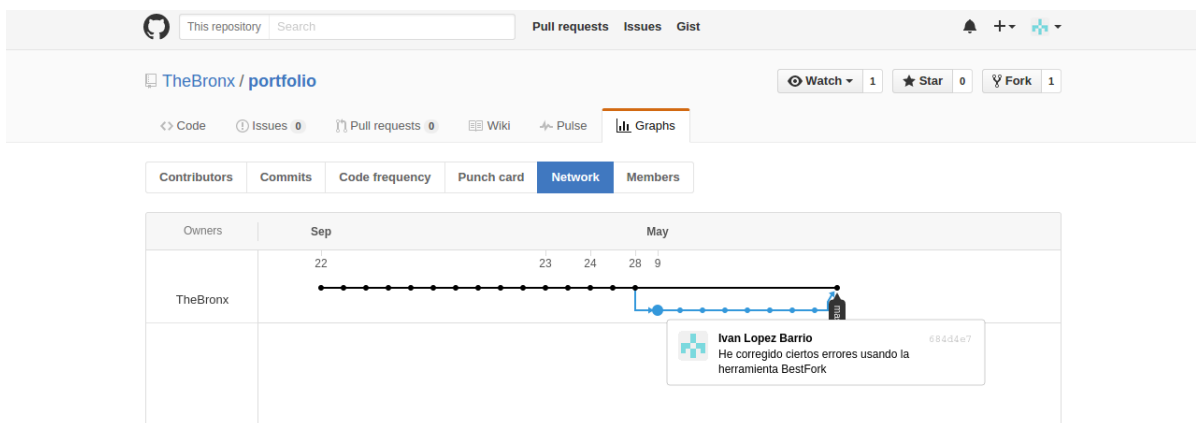 This repository Search Pull requests Issues Gist
TheBronx / portfolio Watch 1 Star 0 Fork 1
Code Issues 0 Pull requests 0 Wiki Pulse Graphs
Contributors Commits Code frequency Punch card Network Members
Owners Sep May
22 23 24 28 9
TheBronx
Ivan Lopez Barrio 684d4e7
He corregido ciertos errores usando la
herramienta BestFork